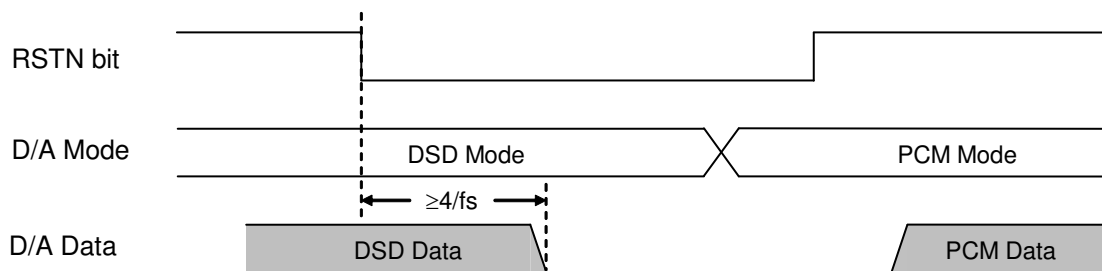 RSTN bit
D/A Mode
DSD Mode
PCM Mode
≥4/fs
D/A Data
DSD Data
PCM Data